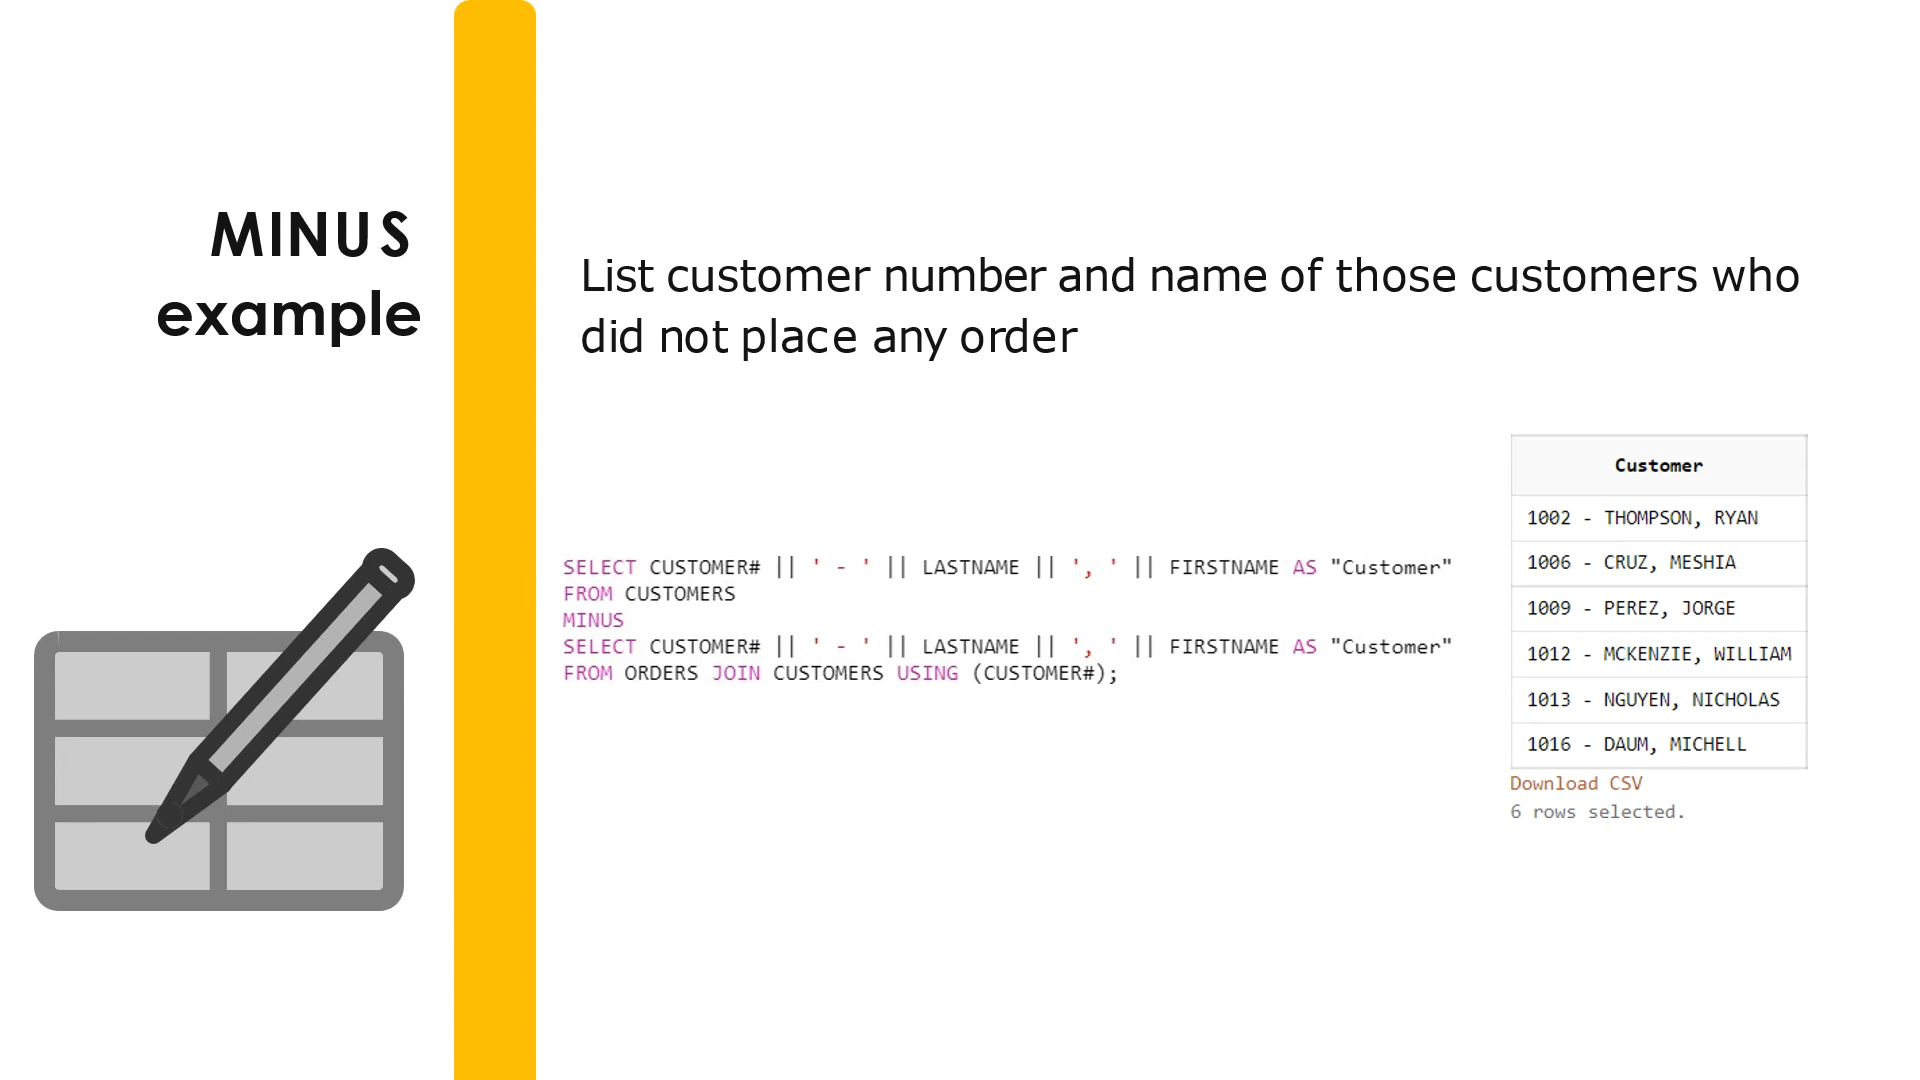 MINUS
example
List customer number and name of those customers who
did not place any order
SELECT CUSTOMER# || ' - ' || LASTNAME || ', ' || FIRSTNAME AS "Customer"
FROM CUSTOMERS
MINUS
SELECT CUSTOMER# || ' - ' || LASTNAME || ', ' || FIRSTNAME AS "Customer"
FROM ORDERS JOIN CUSTOMERS USING (CUSTOMER#);
Customer
1002 - THOMPSON, RYAN
1006 - CRUZ, MESHIA
1009 - PEREZ, JORGE
1012 - MCKENZIE, WILLIAM
1013 - NGUYEN, NICHOLAS
1016 - DAUM, MICHELL
Download CSV
6 rows selected.